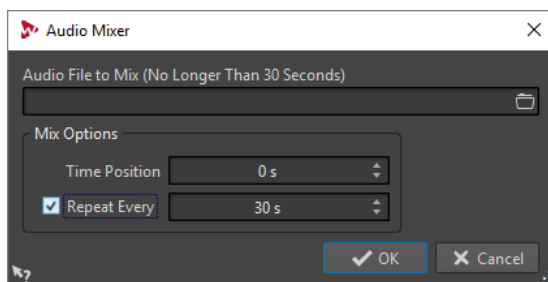 Audio Mixer
Audio File to Mix (No Longer Than 30 Seconds)
Mix Options
Time Position 0 s
Repeat Every 30 s
OK Cancel
?